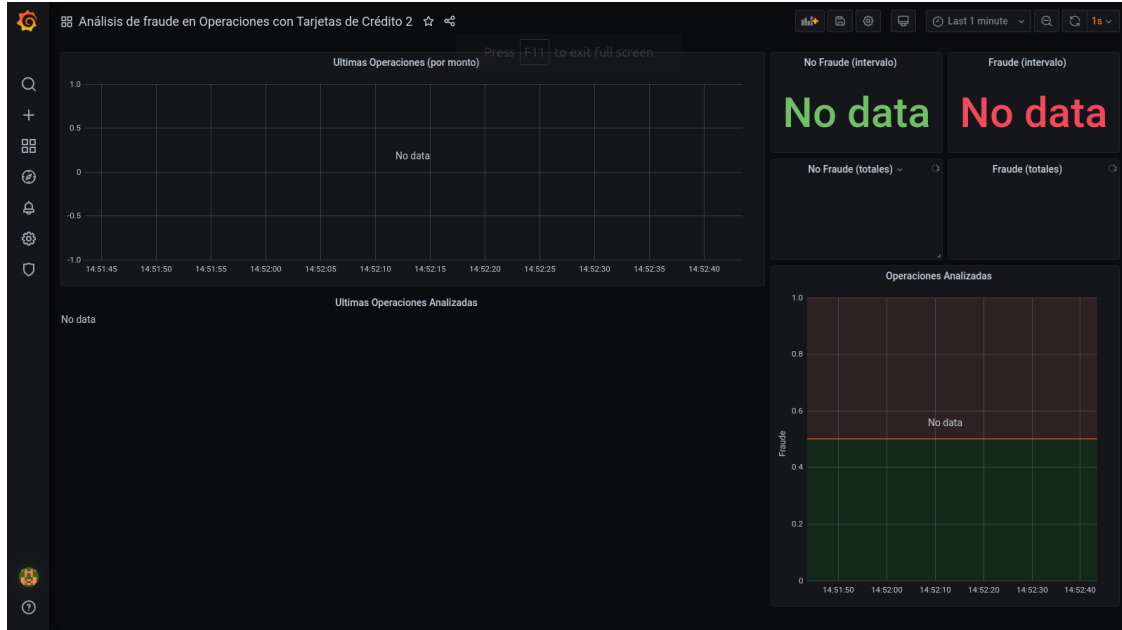 Análisis de fraude en Operaciones con Tarjetas de Crédito 2
Last 1 minute
1s
Press F11 to exit full screen
Ultimas Operaciones (por monto)
1.0
0.5
0
-0.5
-1.0
No data
14:51:45 14:51:50 14:51:55 14:52:00 14:52:05 14:52:10 14:52:15 14:52:20 14:52:25 14:52:30 14:52:35 14:52:40
No Fraude (intervalo)
No data
Fraude (intervalo)
No data
No Fraude (totales)
Fraude (totales)
Ultimas Operaciones Analizadas
No data
Operaciones Analizadas
1.0
0.8
0.6
0.4
0.2
0
Fraude
No data
14:51:50 14:52:00 14:52:10 14:52:20 14:52:30 14:52:40